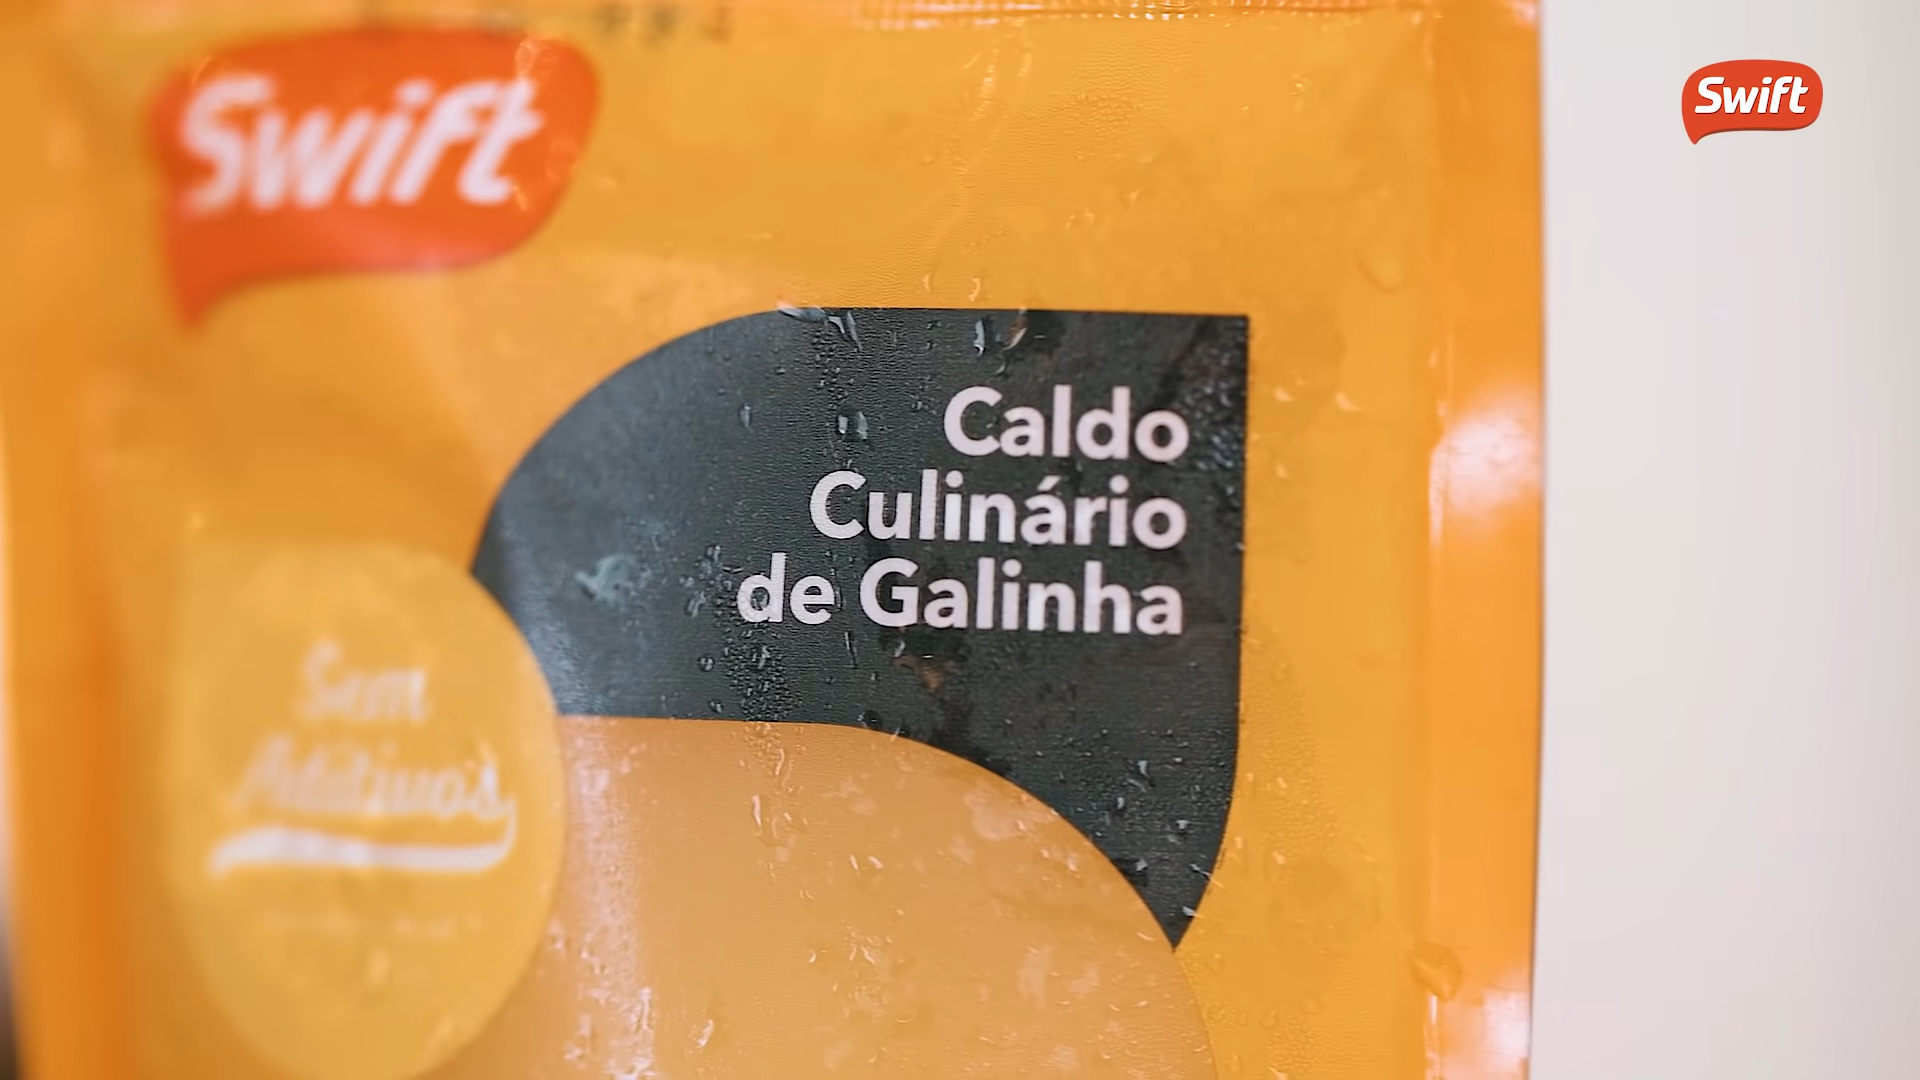 Swift
Swift
Caldo
Culinário
de Galinha
Sem
Aditivos